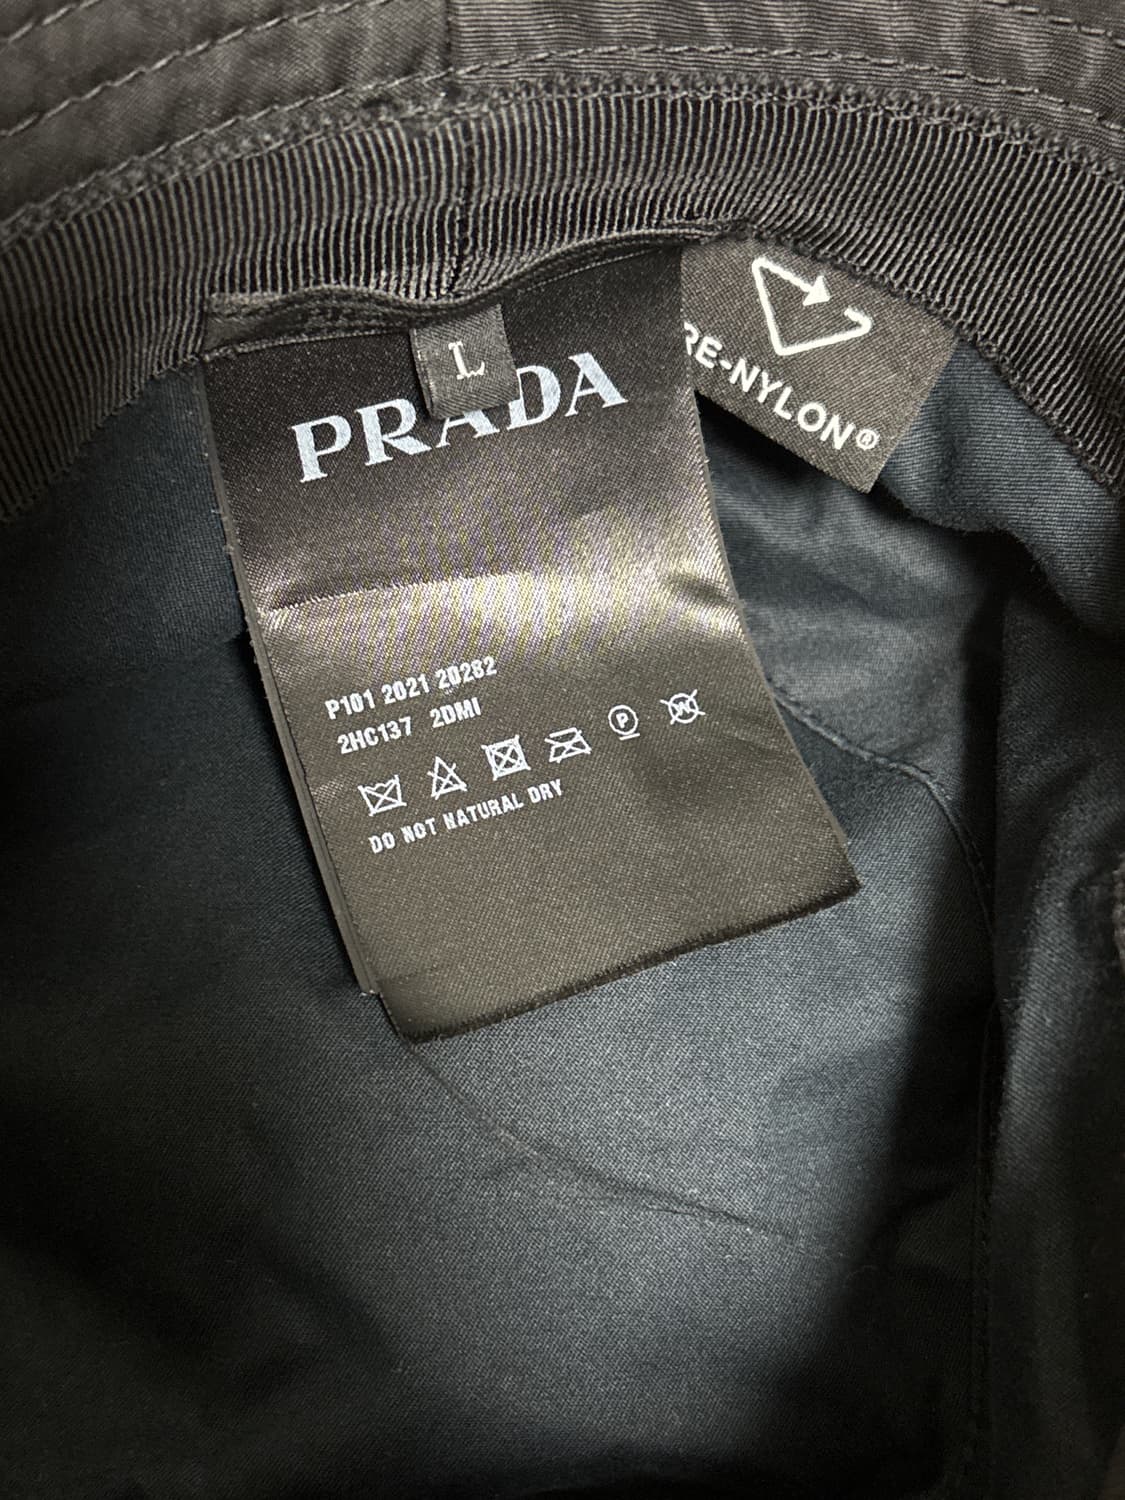 L
PRADA
RE-NYLON®
P101 2021 20282
2HC137 2DMI
P W
DO NOT NATURAL DRY